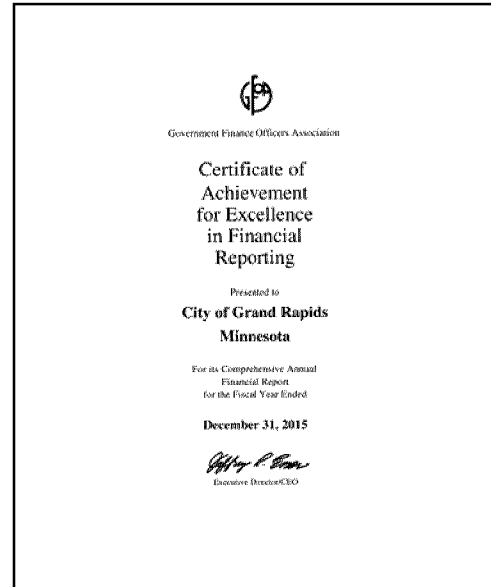 Government Finance Officers Association
Certificate of
Achievement
for Excellence
in Financial
Reporting
Presented to
City of Grand Rapids
Minnesota
For its Comprehensive Annual
Financial Report
for the Fiscal Year Ended
December 31, 2015
Executive Director/CEO